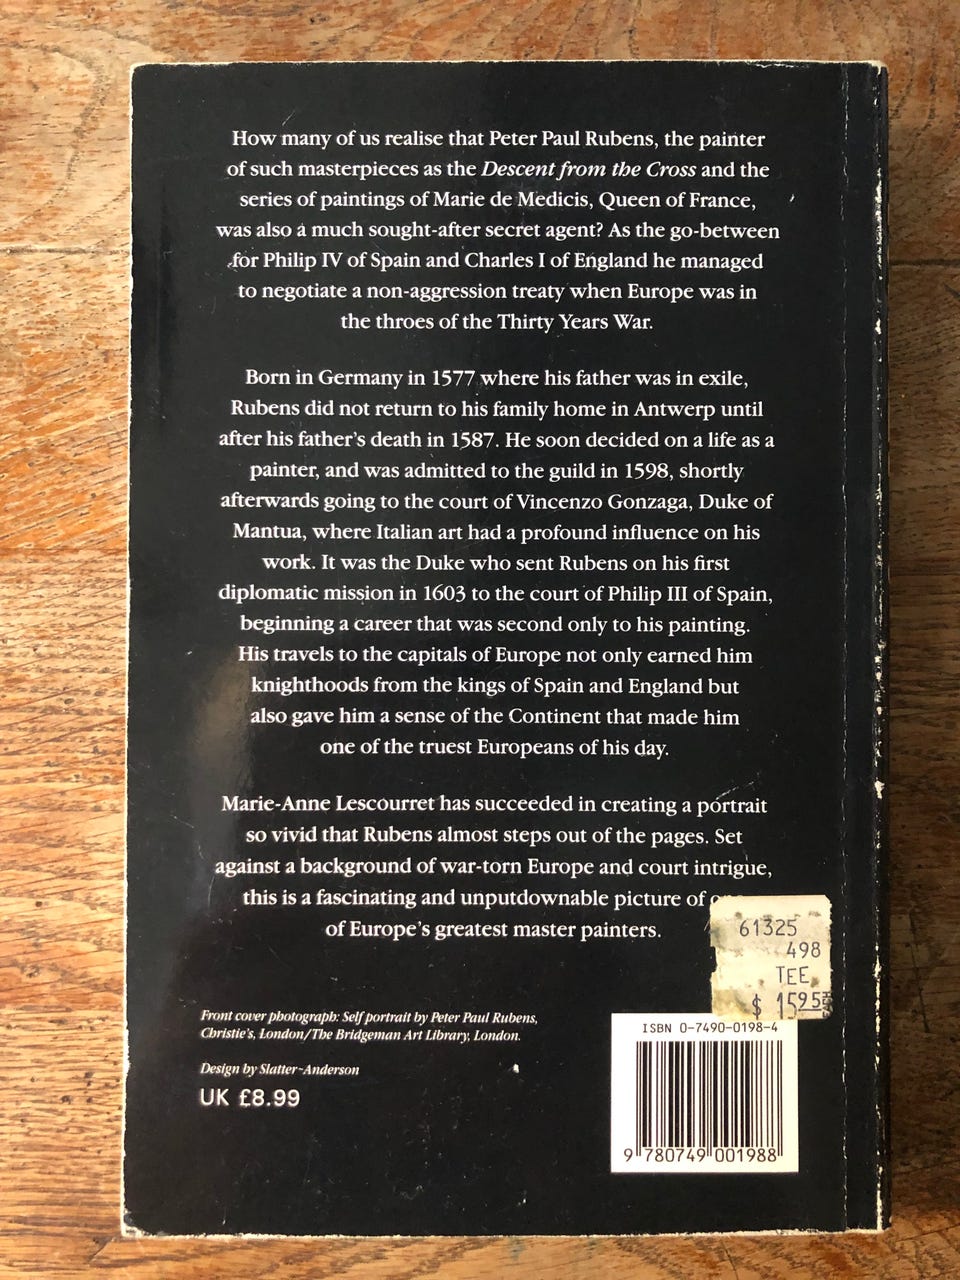 How many of us realise that Peter Paul Rubens, the painter
of such masterpieces as the Descent from the Cross and the
series of paintings of Marie de Medicis, Queen of France,
was also a much sought-after secret agent? As the go-between
for Philip IV of Spain and Charles I of England he managed
to negotiate a non-aggression treaty when Europe was in
the throes of the Thirty Years War.
Born in Germany in 1577 where his father was in exile,
Rubens did not return to his family home in Antwerp until
after his father's death in 1587. He soon decided on a life as a
painter, and was admitted to the guild in 1598, shortly
afterwards going to the court of Vincenzo Gonzaga, Duke of
Mantua, where Italian art had a profound influence on his
work. It was the Duke who sent Rubens on his first
diplomatic mission in 1603 to the court of Philip III of Spain,
beginning a career that was second only to his painting.
His travels to the capitals of Europe not only earned him
knighthoods from the kings of Spain and England but
also gave him a sense of the Continent that made him
one of the truest Europeans of his day.
Marie-Anne Lescourret has succeeded in creating a portrait
so vivid that Rubens almost steps out of the pages. Set
against a background of war-torn Europe and court intrigue,
this is a fascinating and unputdownable picture of
of Europe's greatest master painters.
61325
498
TEE
$ 1595
Front cover photograph: Self portrait by Peter Paul Rubens,
Christie's, London/The Bridgeman Art Library, London.
Design by Slatter-Anderson
UK £8.99
ISBN 0-7490-0198-4
9 780749 001988